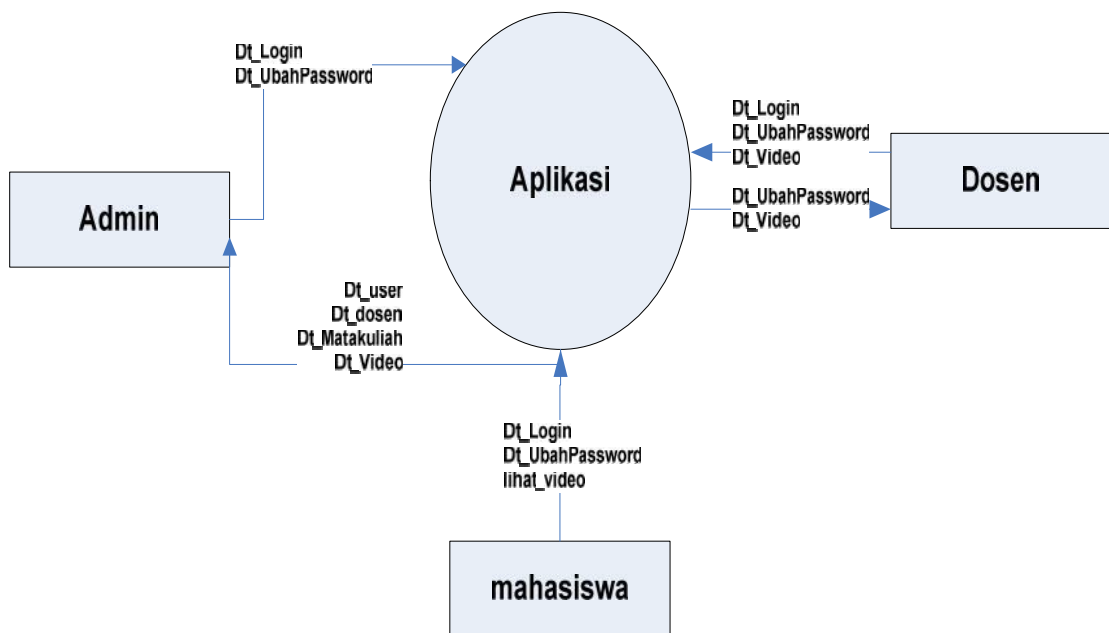 Dt_Login
Dt_UbahPassword
Aplikasi
Dt_Login
Dt_UbahPassword
Dt_Video
Dosen
Dt_UbahPassword
Dt_Video
Admin
Dt_user
Dt_dosen
Dt_Matakuliah
Dt_Video
Dt_Login
Dt_UbahPassword
lihat_video
mahasiswa